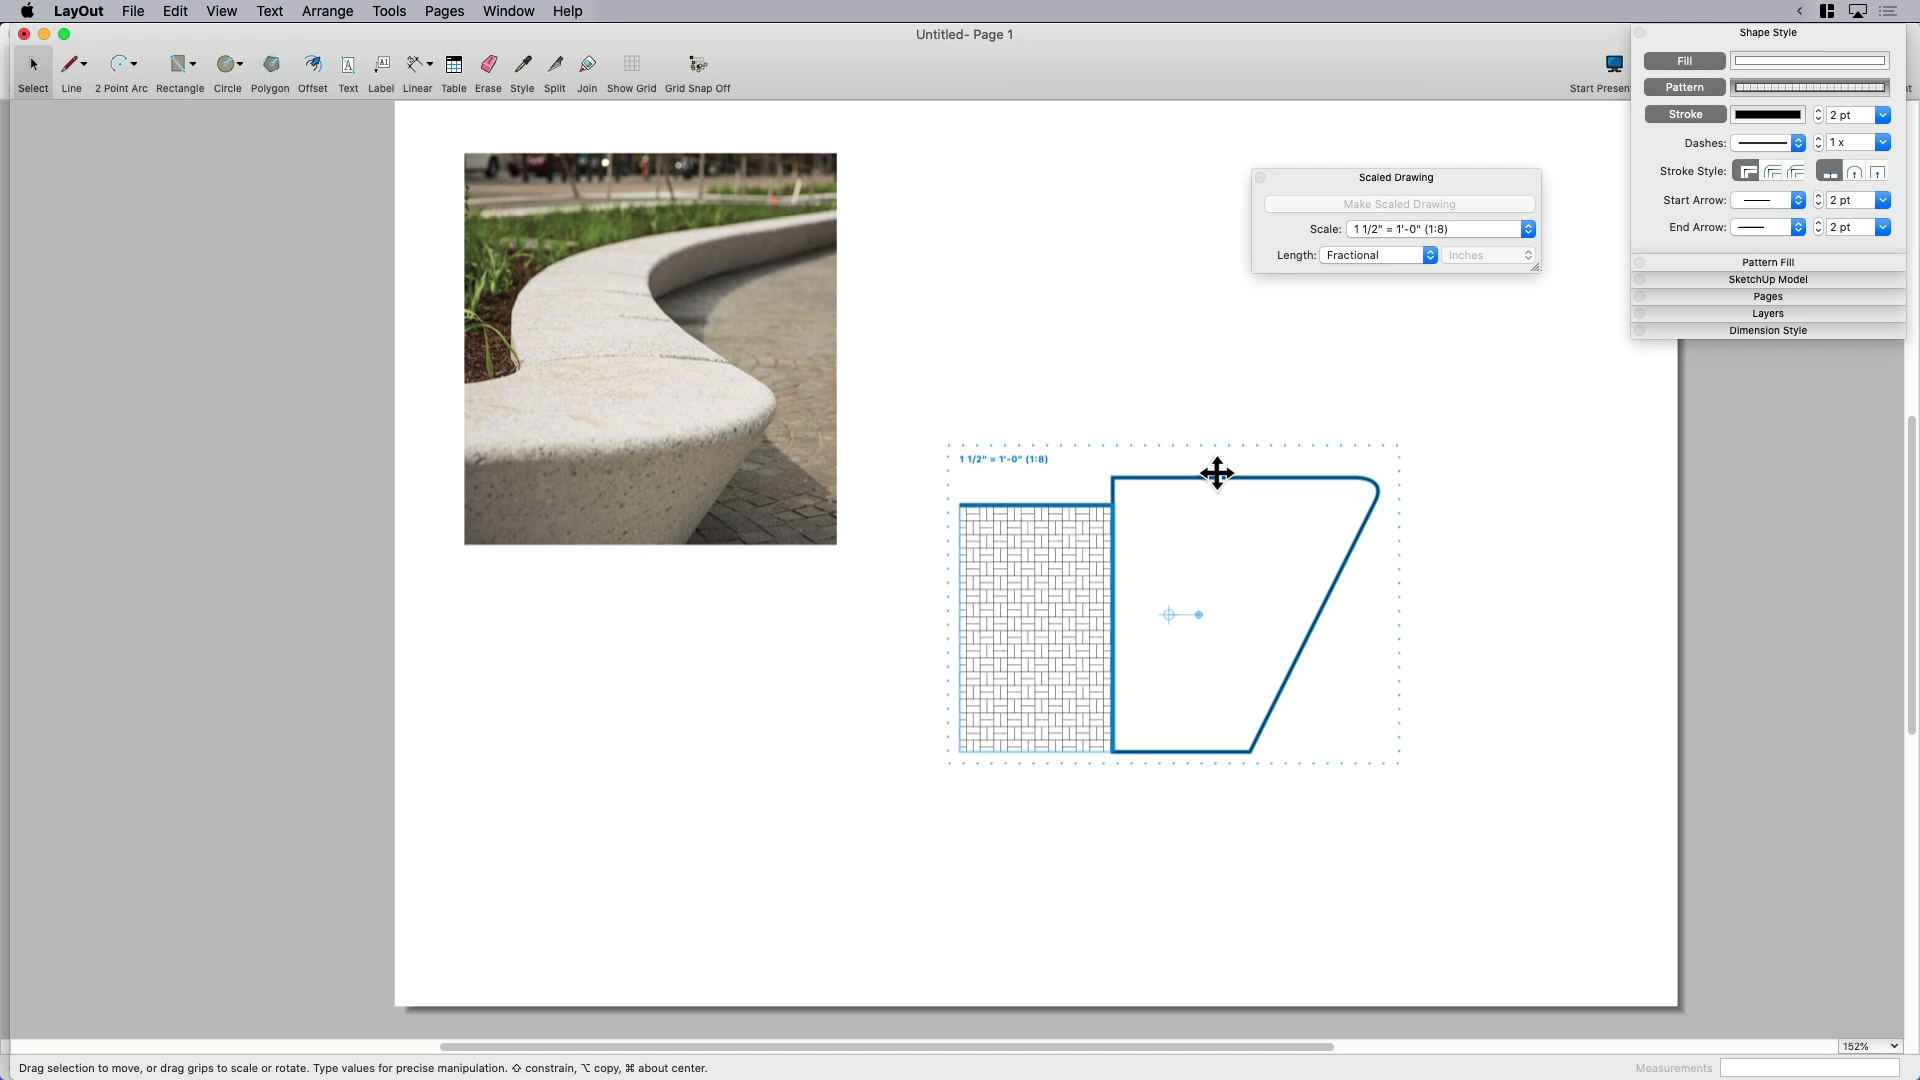 LayOut File Edit View Text Arrange Tools Pages Window Help
Untitled- Page 1
Select Line 2 Point Arc Rectangle Circle Polygon Offset Text Label Linear Table Erase Style Split Join Show Grid Grid Snap Off
Start Presen
Shape Style
Fill
Pattern
Stroke 2 pt
Dashes: 1 x
Stroke Style:
Start Arrow: 2 pt
End Arrow: 2 pt
Pattern Fill
SketchUp Model
Pages
Layers
Dimension Style
Scaled Drawing
Make Scaled Drawing
Scale: 1 1/2" = 1'-0" (1:8)
Length: Fractional Inches
1 1/2" = 1'-0" (1:8)
152%
Drag selection to move, or drag grips to scale or rotate. Type values for precise manipulation. ⇧ constrain, ⌥ copy, ⌘ about center.
Measurements